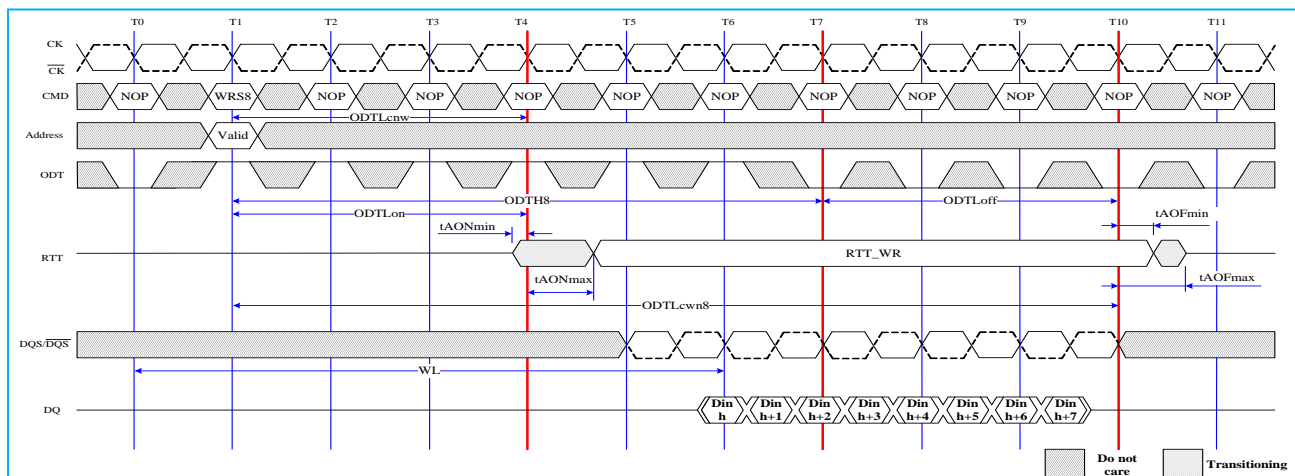 T0 T1 T2 T3 T4 T5 T6 T7 T8 T9 T10 T11
CK
CK
CMD NOP WRS8 NOP NOP NOP NOP NOP NOP NOP NOP NOP NOP
ODTLcnw
Address Valid
ODT
ODTH8 ODTLoff
ODTLon
tAONmin tAOFmin
RTT RTT_WR
tAONmax tAOFmax
ODTLcwn8
DQS/DQS
WL
DQ Din h Din h+1 Din h+2 Din h+3 Din h+4 Din h+5 Din h+6 Din h+7
Do not care Transitioning